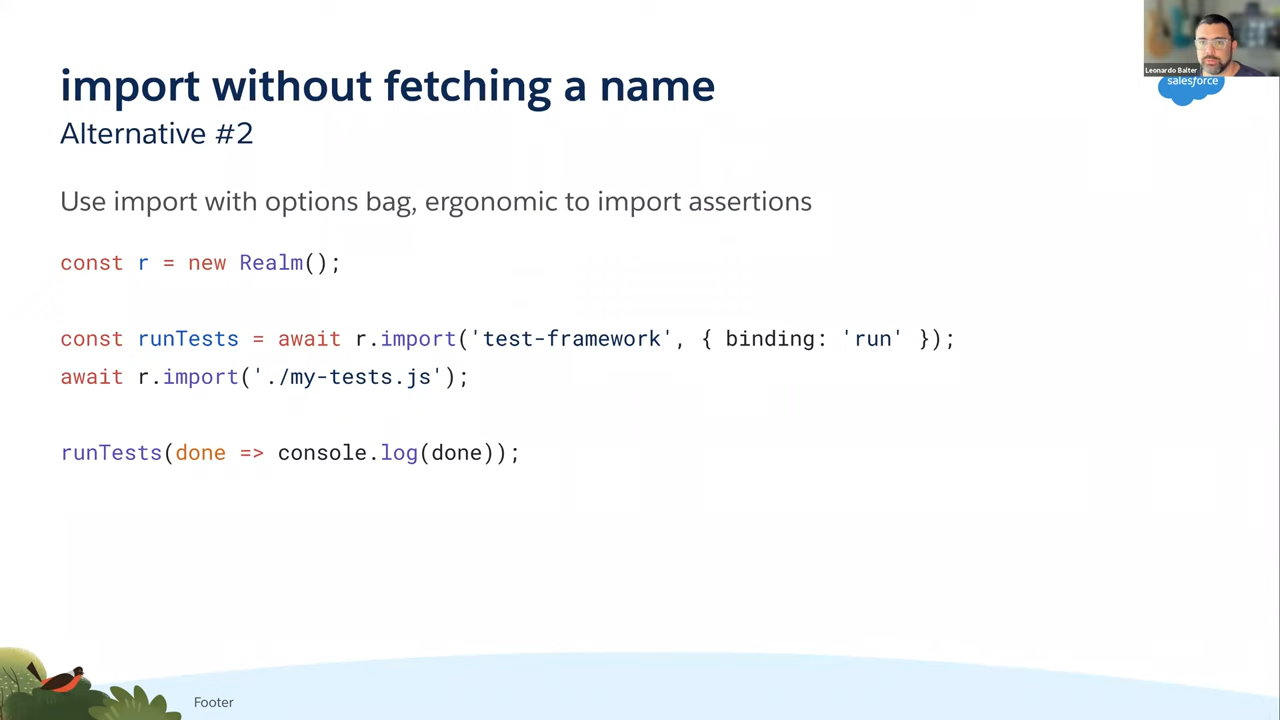 import without fetching a name
Alternative #2
Use import with options bag, ergonomic to import assertions
const r = new Realm();
const runTests = await r.import('test-framework', { binding: 'run' });
await r.import('./my-tests.js');
runTests(done => console.log(done));
Leonardo Balter
salesforce
Footer